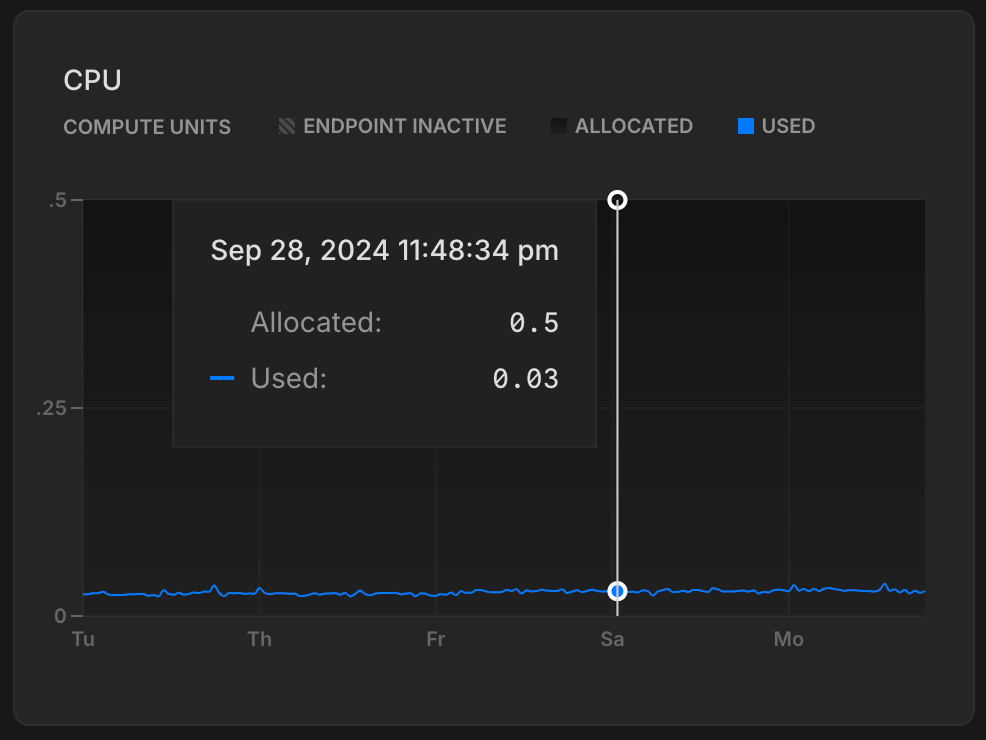 CPU
COMPUTE UNITS ENDPOINT INACTIVE ALLOCATED USED
.5
Sep 28, 2024 11:48:34 pm
Allocated: 0.5
Used: 0.03
.25
0
Tu Th Fr Sa Mo